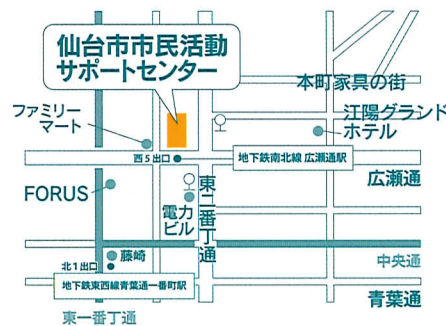 仙台市市民活動
サポートセンター
本町家具の街
ファミリー
マート
江陽グランド
ホテル
西5出口
地下鉄南北線 広瀬通駅
広瀬通
FORUS
東二番丁通
電力
ビル
藤崎
北1出口
中央通
地下鉄東西線青葉通一番町駅
青葉通
東一番丁通